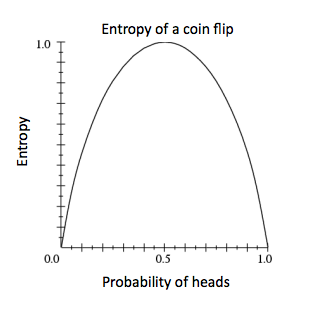 Entropy of a coin flip
1.0
Entropy
0.0 0.5 1.0
Probability of heads